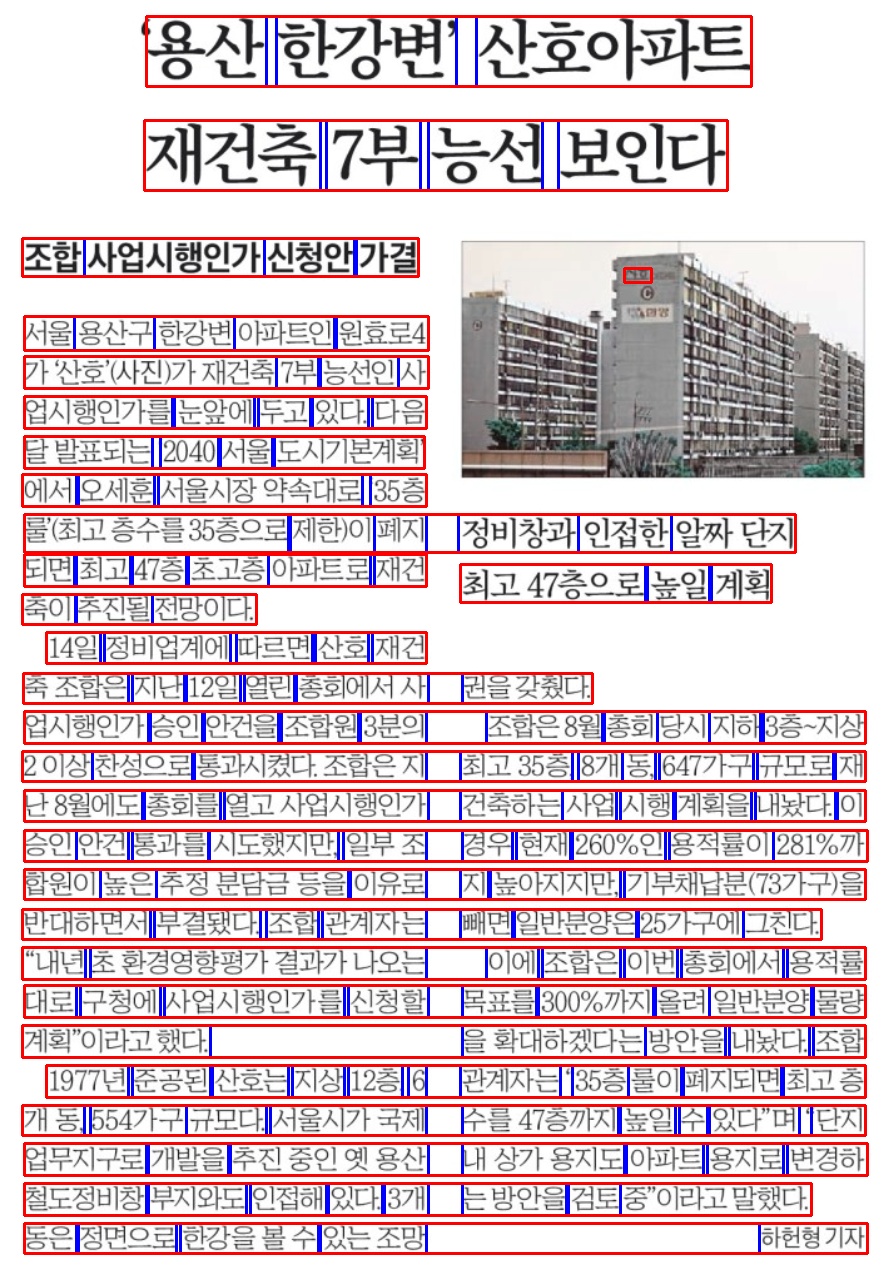 ‘용산 한강변’ 산호아파트
재건축 7부 능선 보인다
조합 사업시행인가 신청안 가결
서울 용산구 한강변 아파트인 원효로4
가 ‘산호’(사진)가 재건축 7부 능선인 사
업시행인가를 눈앞에 두고 있다. 다음
달 발표되는 ‘2040 서울 도시기본계획’
에서 오세훈 서울시장 약속대로 ‘35층
룰’(최고 층수를 35층으로 제한)이 폐지
되면 최고 47층 초고층 아파트로 재건
축이 추진될 전망이다.
14일 정비업계에 따르면 산호 재건
축 조합은 지난 12일 열린 총회에서 사
업시행인가 승인 안건을 조합원 3분의
2 이상 찬성으로 통과시켰다. 조합은 지
난 8월에도 총회를 열고 사업시행인가
승인 안건 통과를 시도했지만, 일부 조
합원이 높은 추정 분담금 등을 이유로
반대하면서 부결됐다. 조합 관계자는
“내년 초 환경영향평가 결과가 나오는
대로 구청에 사업시행인가를 신청할
계획”이라고 했다.
1977년 준공된 산호는 지상 12층, 6
개 동, 554가구 규모다. 서울시가 국제
업무지구로 개발을 추진 중인 옛 용산
철도정비창 부지와도 인접해 있다. 3개
동은 정면으로 한강을 볼 수 있는 조망
정비창과 인접한 알짜 단지
최고 47층으로 높일 계획
권을 갖췄다.
조합은 8월 총회 당시 지하 3층~지상
최고 35층, 8개 동, 647가구 규모로 재
건축하는 사업 시행 계획을 내놨다. 이
경우 현재 260%인 용적률이 281%까
지 높아지지만, 기부채납분(73가구)을
빼면 일반분양은 25가구에 그친다.
이에 조합은 이번 총회에서 용적률
목표를 300%까지 올려 일반분양 물량
을 확대하겠다는 방안을 내놨다. 조합
관계자는 “35층 룰이 폐지되면 최고 층
수를 47층까지 높일 수 있다”며 “단지
내 상가 용지도 아파트 용지로 변경하
는 방안을 검토 중”이라고 말했다.
하헌형 기자